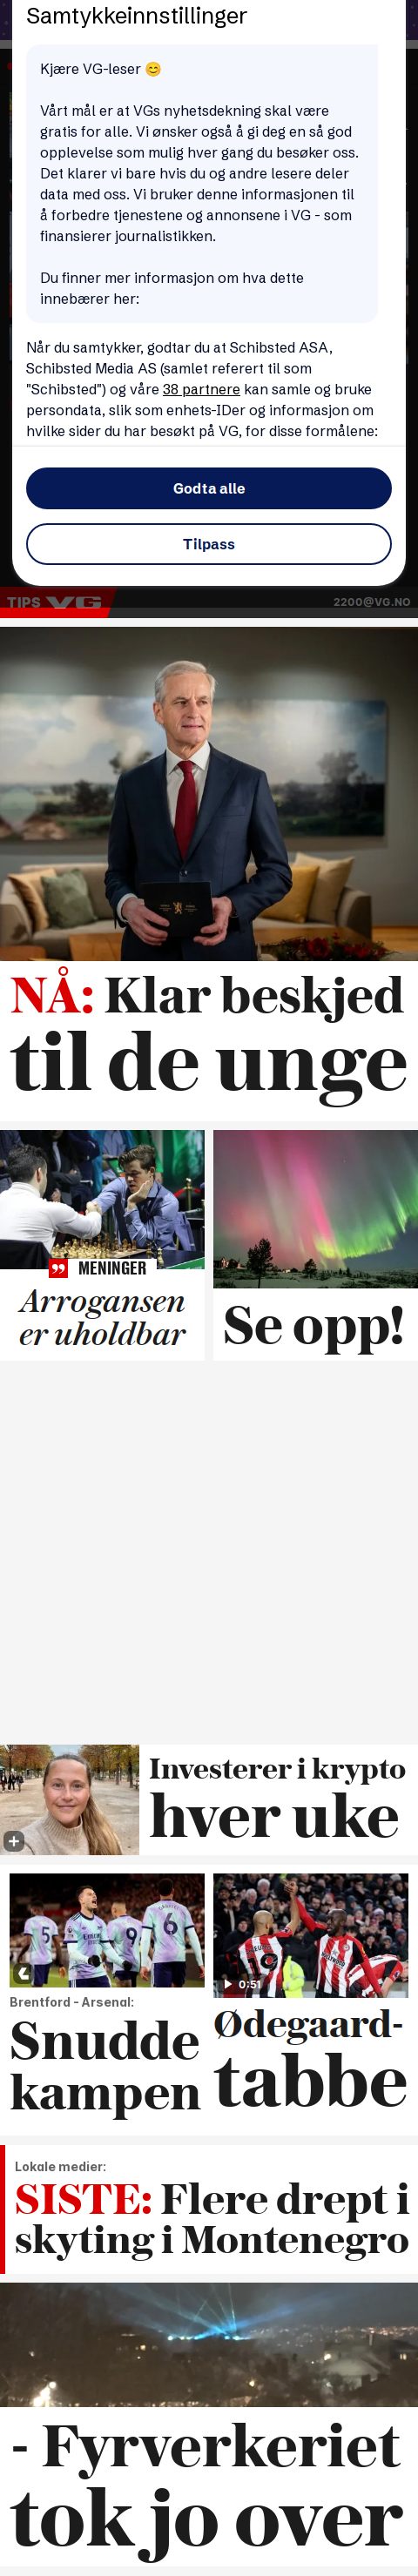 Samtykkeinnstillinger
Kjære VG-leser 😊
Vårt mål er at VGs nyhetsdekning skal være
gratis for alle. Vi ønsker også å gi deg en så god
opplevelse som mulig hver gang du besøker oss.
Det klarer vi bare hvis du og andre lesere deler
data med oss. Vi bruker denne informasjonen til
å forbedre tjenestene og annonsene i VG - som
finansierer journalistikken.
Du finner mer informasjon om hva dette
innebærer her:
Når du samtykker, godtar du at Schibsted ASA,
Schibsted Media AS (samlet referert til som
"Schibsted") og våre 38 partnere kan samle og bruke
persondata, slik som enhets-IDer og informasjon om
hvilke sider du har besøkt på VG, for disse formålene:
Godta alle
Tilpass
TIPS VG 2200@VG.NO
NÅ: Klar beskjed
til de unge
MENINGER
Arrogansen
er uholdbar
Se opp!
Investerer i krypto
hver uke
5 9 6
0:51
Brentford - Arsenal:
Snudde
kampen
Ødegaard-
tabbe
Lokale medier:
SISTE: Flere drept i
skyting i Montenegro
- Fyrverkeriet
tok jo over